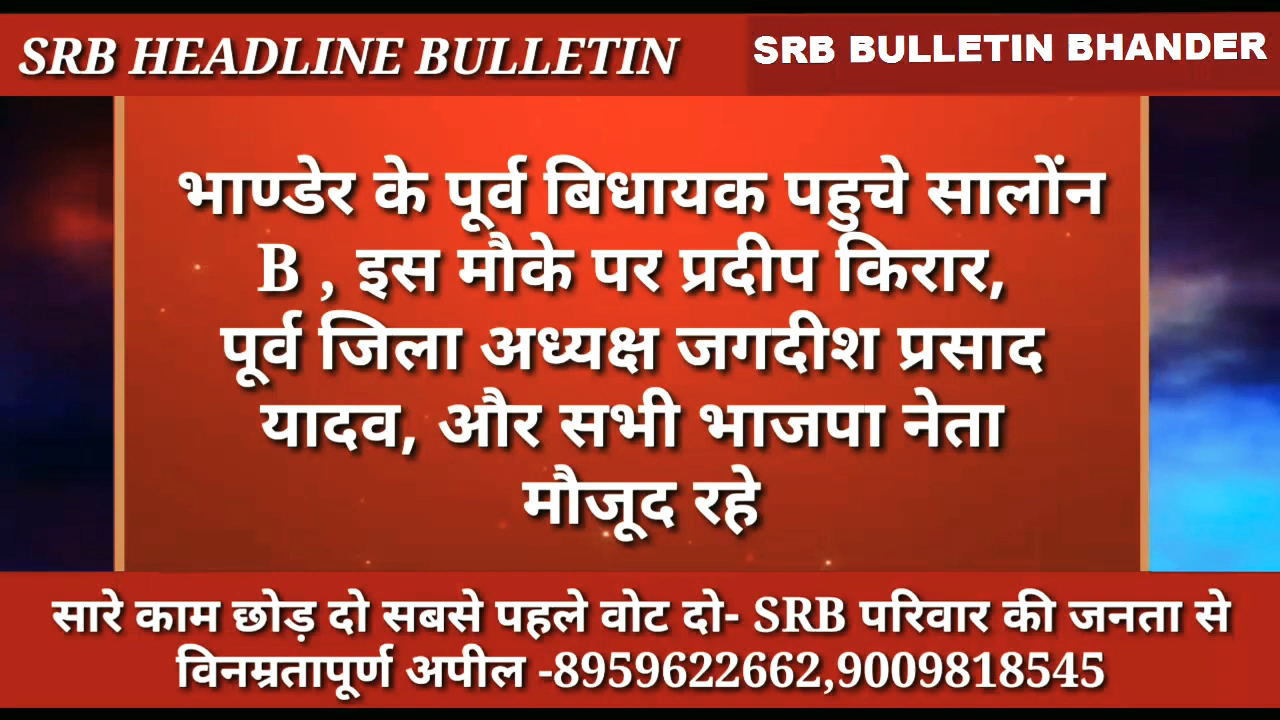 SRB HEADLINE BULLETIN
SRB BULLETIN BHANDER
भाण्डेर के पूर्व बिधायक पहुचे सालोंन
B , इस मौके पर प्रदीप किरार,
पूर्व जिला अध्यक्ष जगदीश प्रसाद
यादव, और सभी भाजपा नेता
मौजूद रहे
सारे काम छोड़ दो सबसे पहले वोट दो- SRB परिवार की जनता से
विनम्रतापूर्ण अपील -8959622662,9009818545